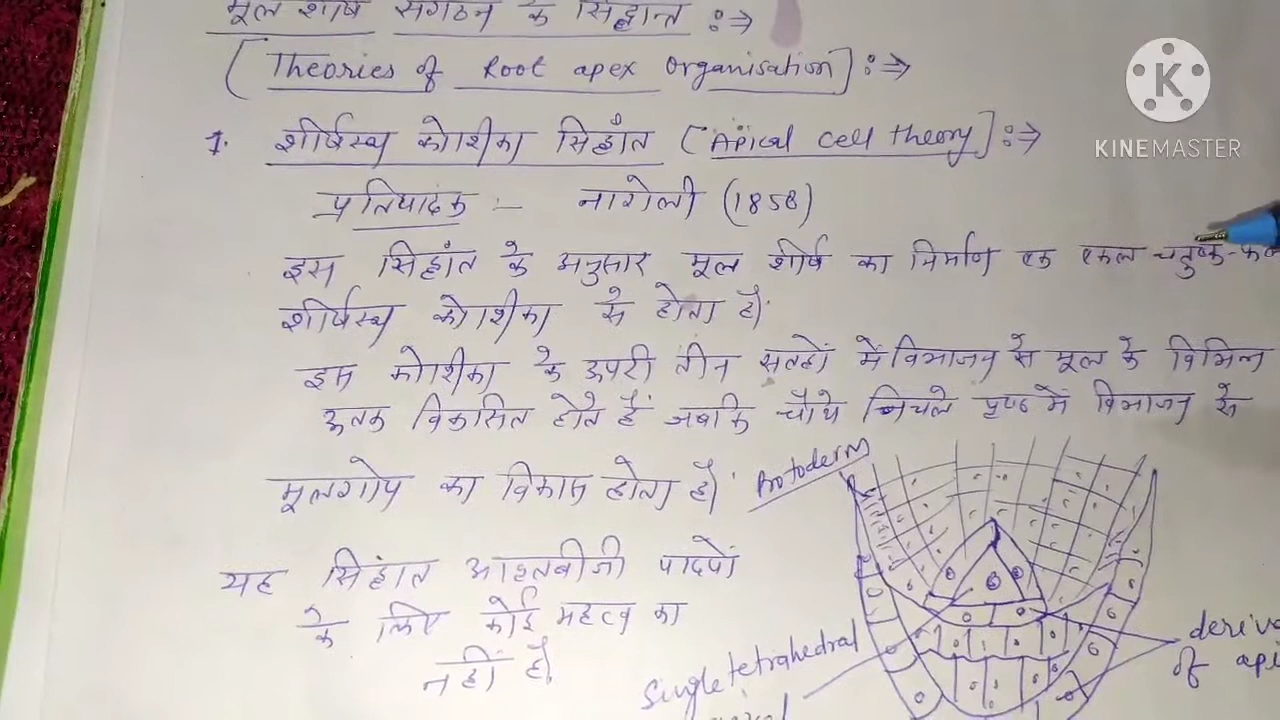 मूल शीर्ष संगठन के सिद्धान्त :⇒
[Theories of Root apex organisation] :⇒
1. शीर्षस्थ कोशीका सिद्धांत [Apical cell theory] :⇒
प्रतिपादक :— नागेली (1858)
इस सिद्धांत के अनुसार मूल शीर्ष का निर्माण एक एकल चतुष्क-
शीर्षस्थ कोशीका से होता है।
इस कोशीका के ऊपरी तीन सतहों में विभाजन से मूल के विभिन्न
ऊतक विकसित होते हैं जबकि चौथे निचले पृष्ठ में विभाजन से
मूलगोप का विकास होता है।
Protoderm
यह सिद्धांत आवृतबीजी पादपों
के लिए कोई महत्व का
नहीं है।
Single tetrahedral
of
KINEMASTER